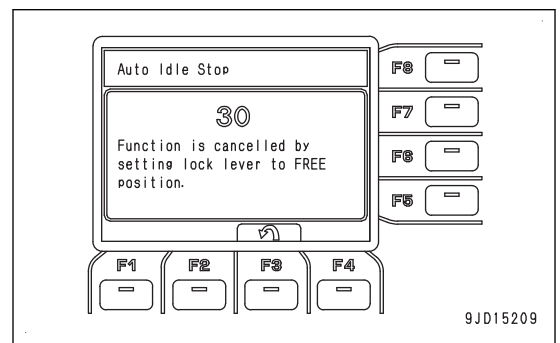 Auto Idle Stop
30
Function is cancelled by
setting lock lever to FREE
position.
F8
F7
F6
F5
F1 F2 F3 F4
9JD15209